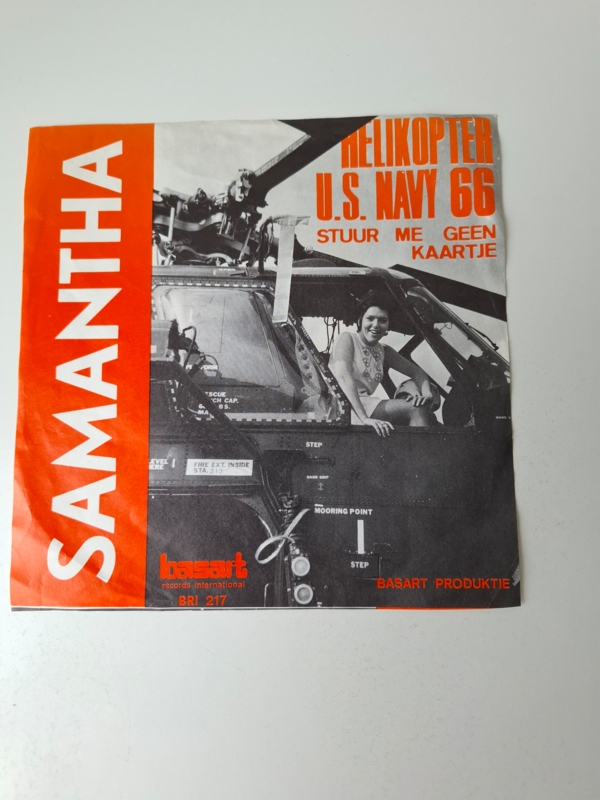 SAMANTHA
HELIKOPTER
U.S. NAVY 66
STUUR ME GEEN
KAARTJE
STEP
FIRE EXT. INSIDE
MOORING POINT
STEP
basart
records international
BRI 217
BASART PRODUKTIE